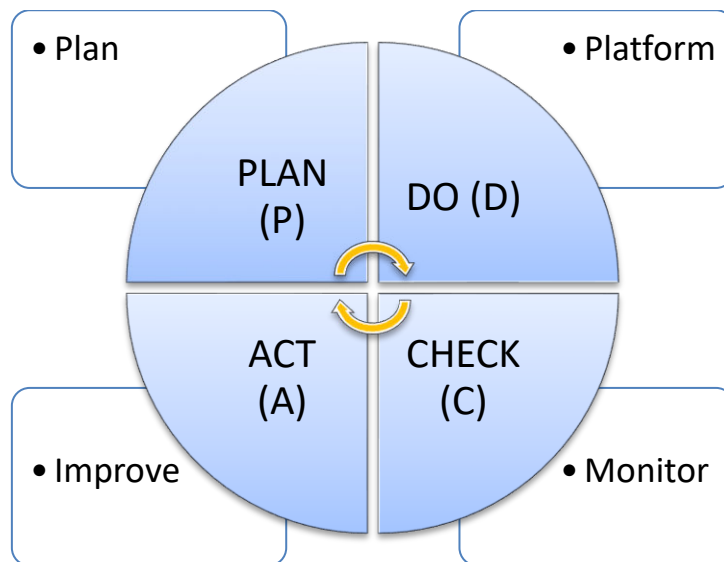 • Plan
• Platform
PLAN
(P)
DO (D)
ACT
(A)
CHECK
(C)
• Improve
• Monitor